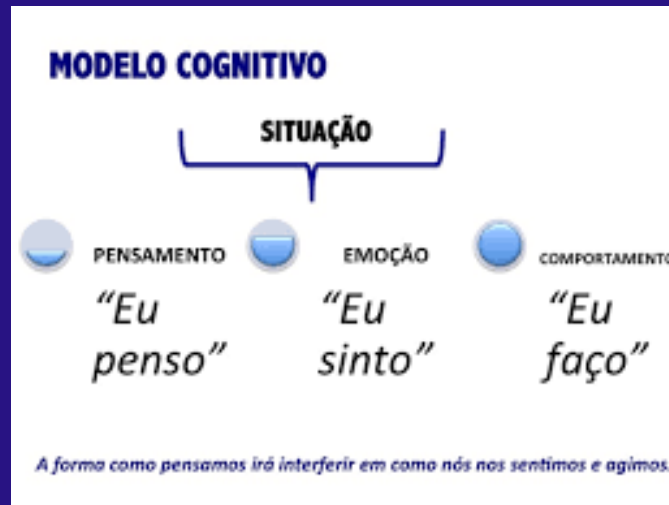 MODELO COGNITIVO
SITUAÇÃO
PENSAMENTO
"Eu
penso"
EMOÇÃO
"Eu
sinto"
COMPORTAMENTO
"Eu
faço"
A forma como pensamos irá interferir em como nós nos sentimos e agimos.